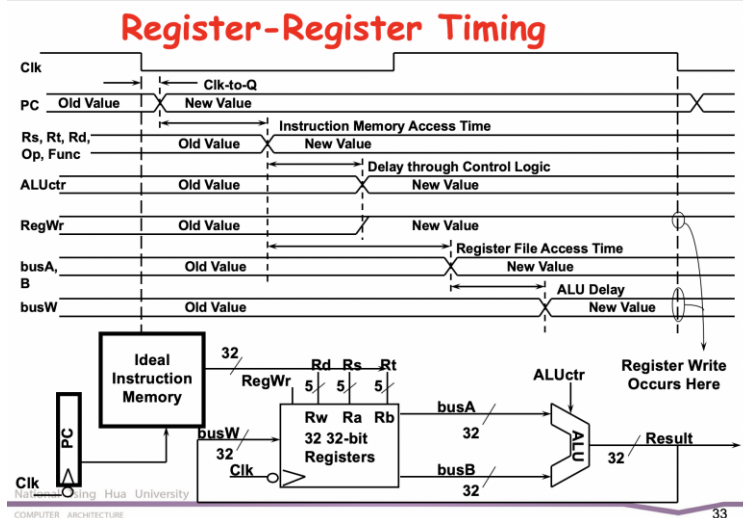 Register-Register Timing
Clk
Clk-to-Q
PC Old Value New Value
Instruction Memory Access Time
Rs, Rt, Rd,
Op, Func
Old Value New Value
Delay through Control Logic
ALUctr Old Value New Value
RegWr Old Value New Value
Register File Access Time
busA,
B
Old Value New Value
ALU Delay
busW Old Value New Value
Ideal
Instruction
Memory
32
RegWr
Rd Rs Rt
5 5 5
ALUctr
Register Write
Occurs Here
PC
busW
32
Rw Ra Rb
32 32-bit
Registers
busA
32
ALU
Result
32
Clk
busB
32
Clk
National Tsing Hua University
COMPUTER ARCHITECTURE
33